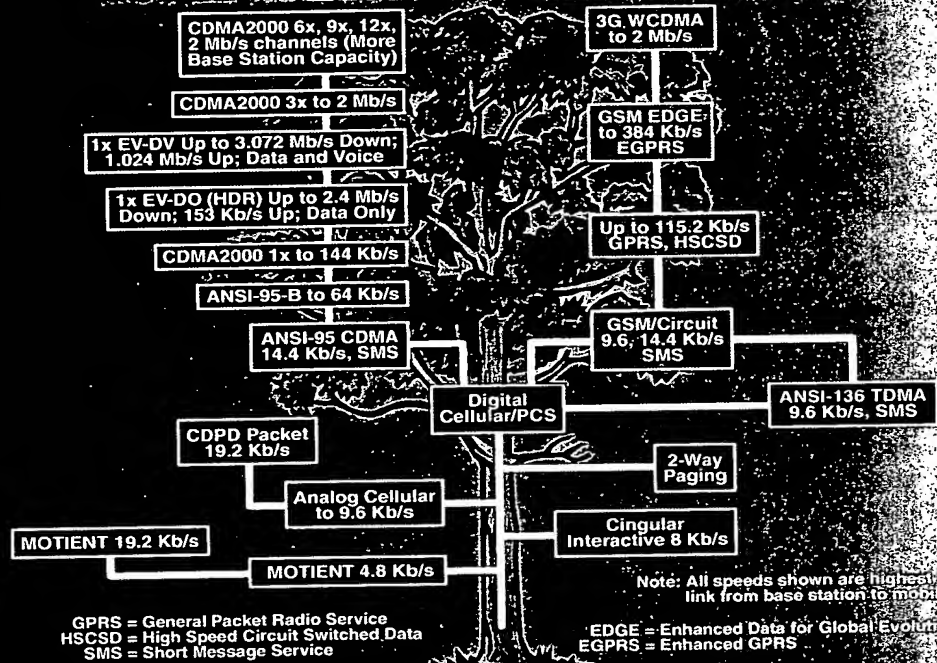 CDMA2000 6x, 9x, 12x,
2 Mb/s channels (More
Base Station Capacity)
3G WCDMA
to 2 Mb/s
CDMA2000 3x to 2 Mb/s
GSM EDGE
to 384 Kb/s
EGPRS
1x EV-DV Up to 3.072 Mb/s Down;
1.024 Mb/s Up; Data and Voice
1x EV-DO (HDR) Up to 2.4 Mb/s
Down; 153 Kb/s Up; Data Only
Up to 115.2 Kb/s
GPRS, HSCSD
CDMA2000 1x to 144 Kb/s
ANSI-95-B to 64 Kb/s
ANSI-95 CDMA
14.4 Kb/s, SMS
GSM/Circuit
9.6, 14.4 Kb/s
SMS
Digital
Cellular/PCS
ANSI-136 TDMA
9.6 Kb/s, SMS
CDPD Packet
19.2 Kb/s
2-Way
Paging
Analog Cellular
to 9.6 Kb/s
Cingular
Interactive 8 Kb/s
MOTIENT 19.2 Kb/s
MOTIENT 4.8 Kb/s
Note: All speeds shown are highest
link from base station to
GPRS = General Packet Radio Service
HSCSD = High Speed Circuit Switched Data
SMS = Short Message Service
EDGE = Enhanced Data for Global
EGPRS = Enhanced GPRS